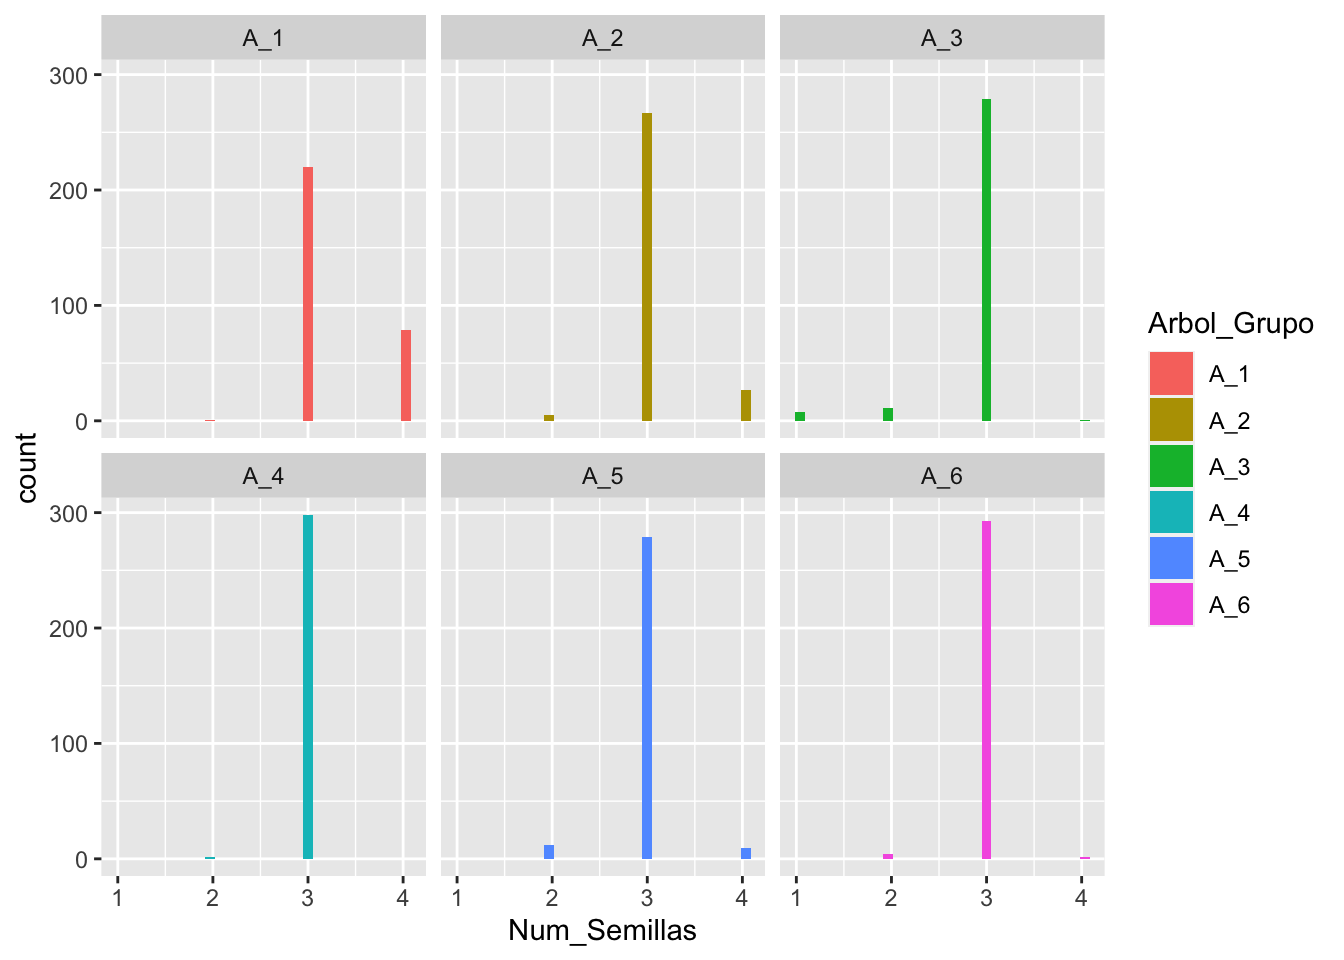 A_1 A_2 A_3
300
200
100
0
A_4 A_5 A_6
300
200
100
0
1 2 3 4 1 2 3 4 1 2 3 4
Num_Semillas
count
Arbol_Grupo
A_1
A_2
A_3
A_4
A_5
A_6